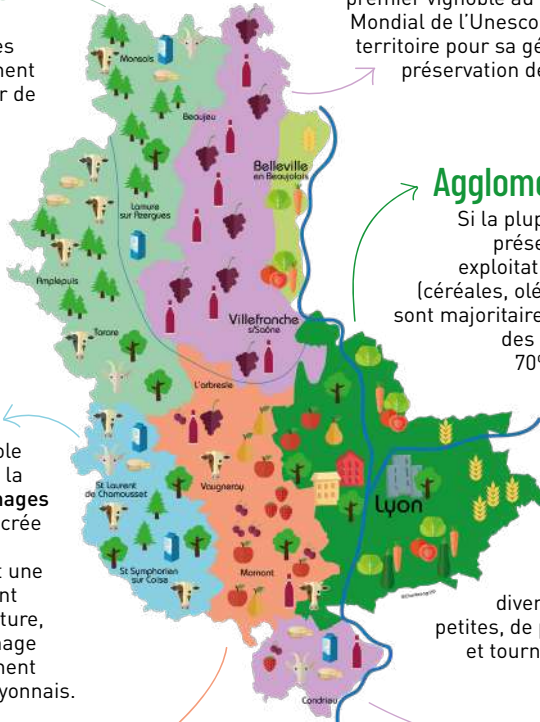 premier vignoble au
Mondial de l'Unesco
territoire pour sa gé
préservation de
es
ment
r de
Monsols
Beaujeu
Belleville
en Beaujolais
Lamure
sur Azergues
Amplepuis
Villefranche
s/Saône
Tarare
L'arbresle
Agglomé
Si la plup
prése
exploitat
(céréales, olé
sont majoritaire
des
70%
ole
la
nages
crée
t une
nt
ture,
nage
ment
yonnais.
St Laurent
de Chamousset
Vaugneray
Lyon
St Symphorien
sur Coise
Mornant
Condrieu
diver
petites, de p
et tourn